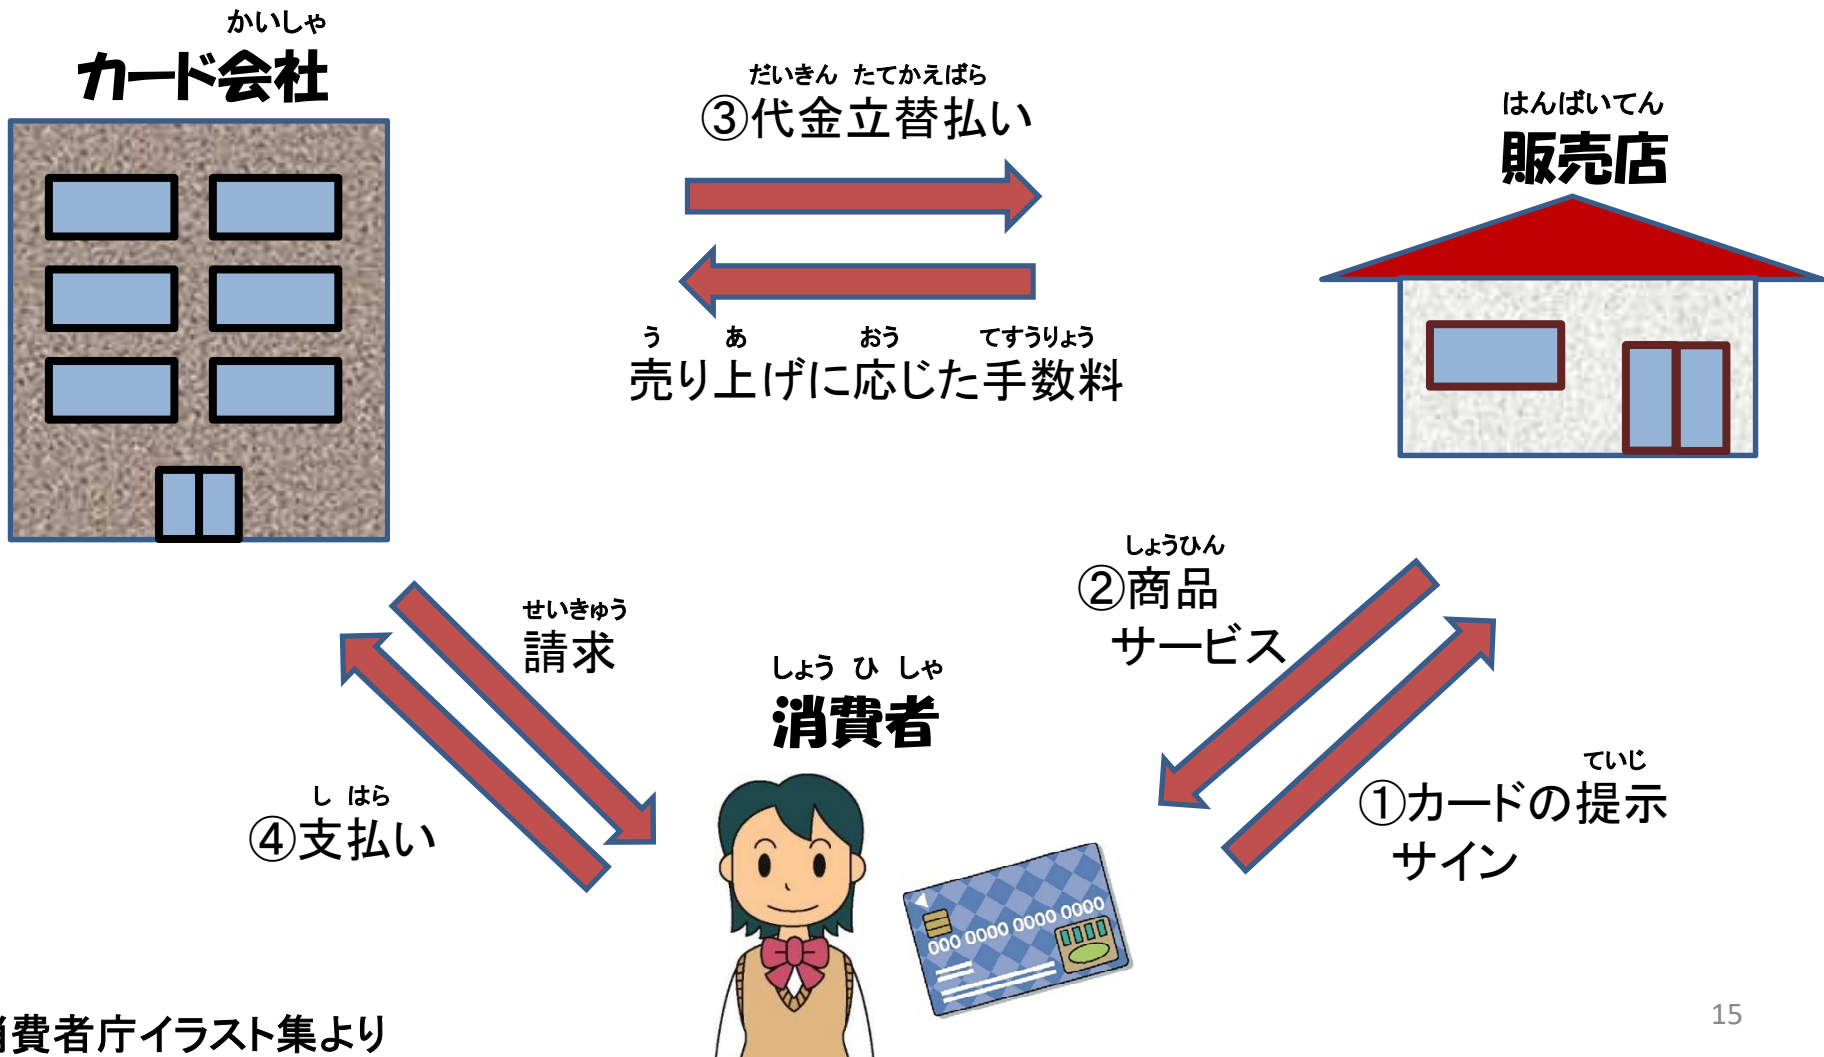 かいしゃ
カード会社
だいきん たてかえばら
③代金立替払い
はんばいてん
販売店
う あ おう てすうりょう
売り上げに応じた手数料
しょうひん
②商品
サービス
せいきゅう
請求
しょう ひ しゃ
消費者
ていじ
①カードの提示
サイン
し はら
④支払い
000 0000 0000 0000
費者庁イラスト集より
15